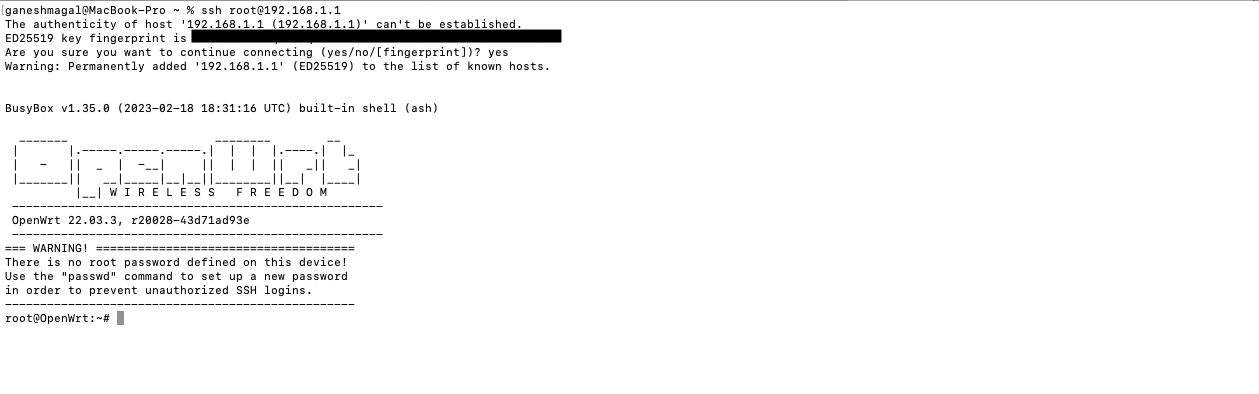 ganeshmagal@MacBook-Pro ~ % ssh root@192.168.1.1
The authenticity of host '192.168.1.1 (192.168.1.1)' can't be established.
ED25519 key fingerprint is
Are you sure you want to continue connecting (yes/no/[fingerprint])? yes
Warning: Permanently added '192.168.1.1' (ED25519) to the list of known hosts.
BusyBox v1.35.0 (2023-02-18 18:31:16 UTC) built-in shell (ash)
OpenWrt
W I R E L E S S   F R E E D O M
OpenWrt 22.03.3, r20028-43d71ad93e
=== WARNING! =====================================
There is no root password defined on this device!
Use the "passwd" command to set up a new password
in order to prevent unauthorized SSH logins.
root@OpenWrt:~#